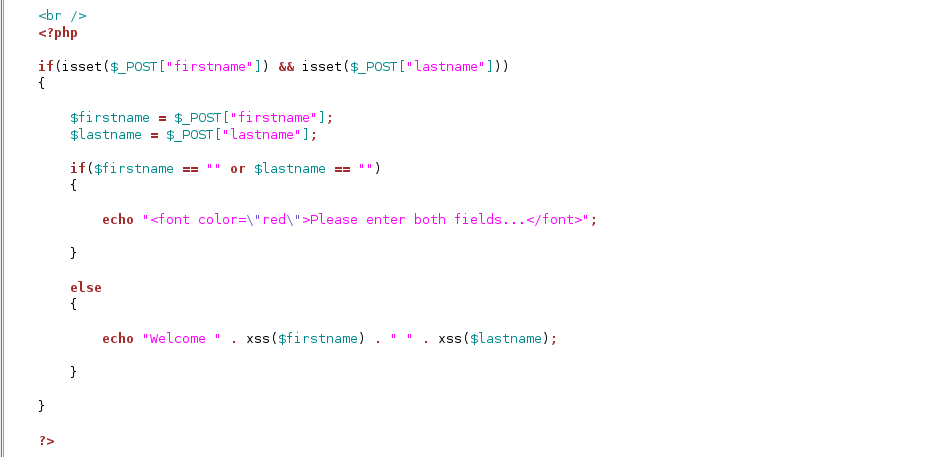 <br />
<?php
if(isset($_POST["firstname"]) && isset($_POST["lastname"]))
{
$firstname = $_POST["firstname"];
$lastname = $_POST["lastname"];
if($firstname == "" or $lastname == "")
{
echo "<font color=\"red\">Please enter both fields...</font>";
}
else
{
echo "Welcome " . xss($firstname) . " " . xss($lastname);
}
}
?>